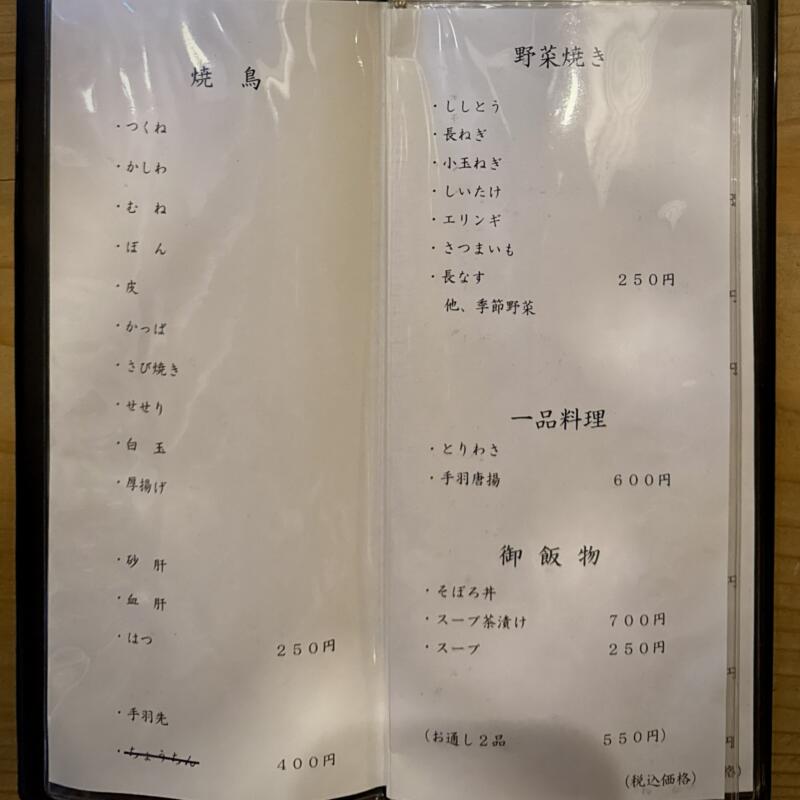 焼 鳥
・つくね
・かしわ
・む ね
・ぼ ん
・皮
・かっぱ
・さび焼き
・せせり
・白 玉
・厚揚げ
・砂 肝
・血 肝
・はつ ２５０円
・手羽先
・ちょうちん ４００円
野菜焼き
・ししとう
・長ねぎ
・小玉ねぎ
・しいたけ
・エリンギ
・さつまいも
・長なす ２５０円
他、季節野菜
一品料理
・とりわさ
・手羽唐揚 ６００円
御 飯 物
・そぼろ丼
・スープ茶漬け ７００円
・スープ ２５０円
（お通し２品 ５５０円）
（税込価格）